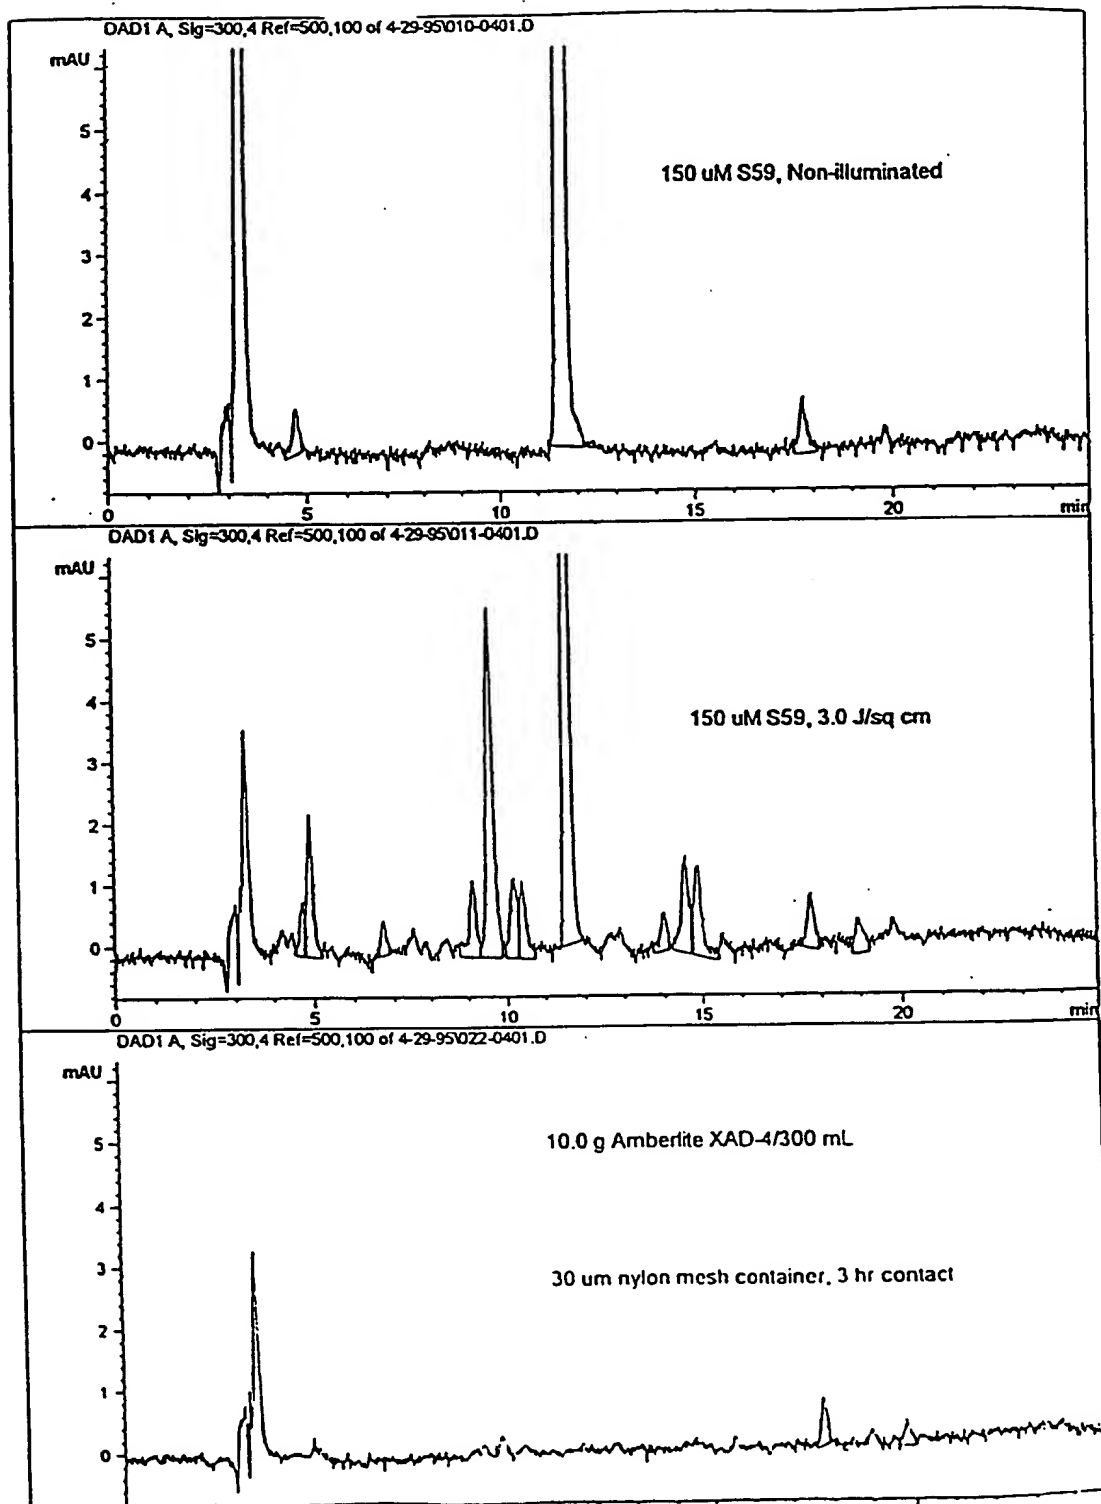 DAD1 A, Sig=300,4 Ref=500,100 of 4-29-95\010-0401.D
mAU
5
4
3
2
1
0
150 uM S59, Non-illuminated
0 5 10 15 20 min
DAD1 A, Sig=300,4 Ref=500,100 of 4-29-95\011-0401.D
mAU
5
4
3
2
1
0
150 uM S59, 3.0 J/sq cm
0 5 10 15 20 min
DAD1 A, Sig=300,4 Ref=500,100 of 4-29-95\022-0401.D
mAU
5
4
3
2
1
0
10.0 g Amberlite XAD-4/300 mL
30 um nylon mesh container, 3 hr contact